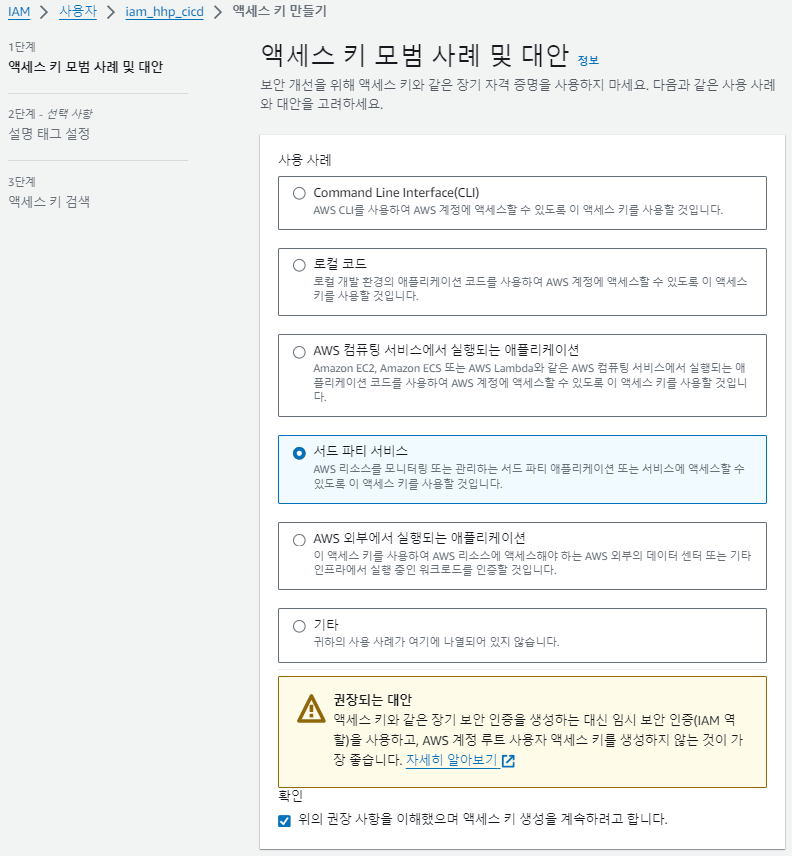 IAM > 사용자 > iam_hhp_cicd > 액세스 키 만들기
1단계
액세스 키 모범 사례 및 대안
2단계 - 선택 사항
설명 태그 설정
3단계
액세스 키 검색
액세스 키 모범 사례 및 대안 정보
보안 개선을 위해 액세스 키와 같은 장기 자격 증명을 사용하지 마세요. 다음과 같은 사용 사례
와 대안을 고려하세요.
사용 사례
Command Line Interface(CLI)
AWS CLI를 사용하여 AWS 계정에 액세스할 수 있도록 이 액세스 키를 사용할 것입니다.
로컬 코드
로컬 개발 환경의 애플리케이션 코드를 사용하여 AWS 계정에 액세스할 수 있도록 이 액세스
키를 사용할 것입니다.
AWS 컴퓨팅 서비스에서 실행되는 애플리케이션
Amazon EC2, Amazon ECS 또는 AWS Lambda와 같은 AWS 컴퓨팅 서비스에서 실행되는 애
플리케이션 코드를 사용하여 AWS 계정에 액세스할 수 있도록 이 액세스 키를 사용할 것입니
다.
서드 파티 서비스
AWS 리소스를 모니터링 또는 관리하는 서드 파티 애플리케이션 또는 서비스에 액세스할 수
있도록 이 액세스 키를 사용할 것입니다.
AWS 외부에서 실행되는 애플리케이션
이 액세스 키를 사용하여 AWS 리소스에 액세스해야 하는 AWS 외부의 데이터 센터 또는 기타
인프라에서 실행 중인 워크로드를 인증할 것입니다.
기타
귀하의 사용 사례가 여기에 나열되어 있지 않습니다.
권장되는 대안
액세스 키와 같은 장기 보안 인증을 생성하는 대신 임시 보안 인증(IAM 역
할)을 사용하고, AWS 계정 루트 사용자 액세스 키를 생성하지 않는 것이 가
장 좋습니다. 자세히 알아보기
확인
위의 권장 사항을 이해했으며 액세스 키 생성을 계속하려고 합니다.